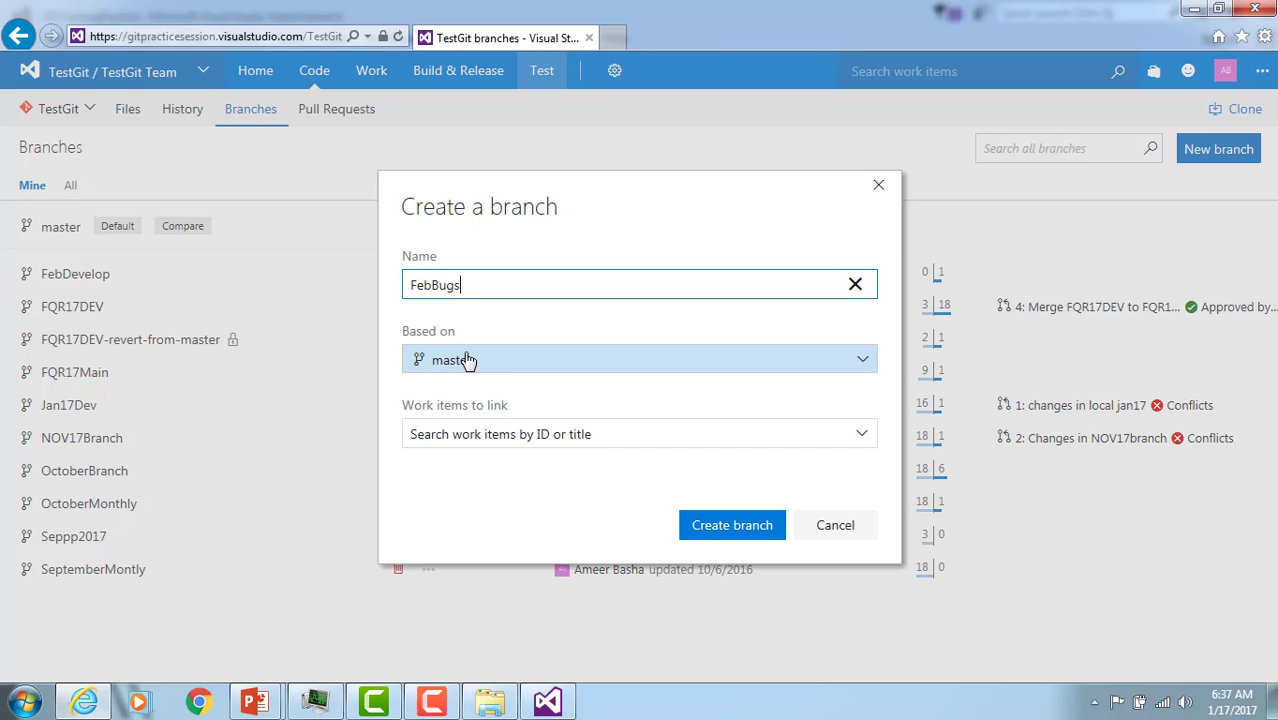 https://gitpracticesession.visualstudio.com/TestGit
TestGit branches - Visual St...
TestGit / TestGit Team
Home
Code
Work
Build & Release
Test
Search work items
AB
TestGit
Files
History
Branches
Pull Requests
Clone
Branches
Search all branches
New branch
Mine
All
master
Default
Compare
Create a branch
Name
FebBugs
Based on
master
Work items to link
Search work items by ID or title
Create branch
Cancel
FebDevelop
0 1
FQR17DEV
3 18
4: Merge FQR17DEV to FQR1... Approved by...
FQR17DEV-revert-from-master
2 1
FQR17Main
9 1
Jan17Dev
16 1
1: changes in local jan17 Conflicts
NOV17Branch
18 1
2: Changes in NOV17branch Conflicts
OctoberBranch
18 6
OctoberMonthly
18 1
Seppp2017
3 0
SeptemberMontly
Ameer Basha updated 10/6/2016
18 0
6:37 AM
1/17/2017